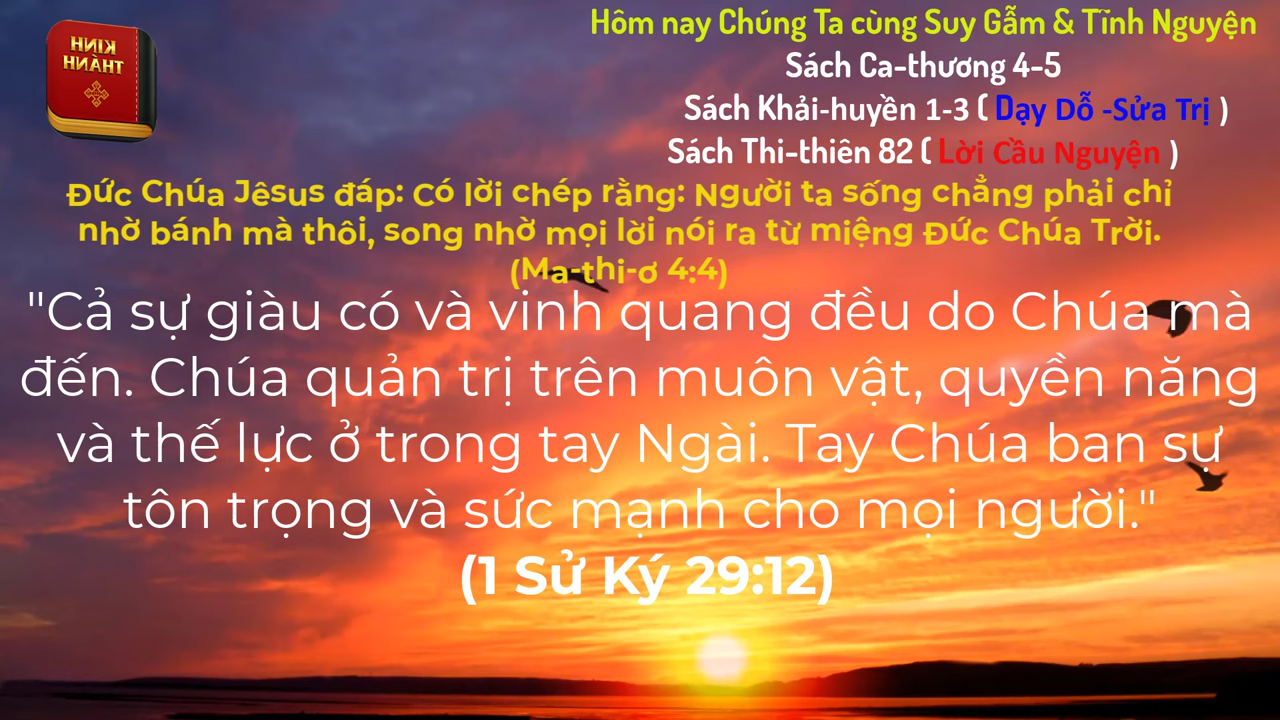 KINH
THÀNH
Hôm nay Chúng Ta cùng Suy Gẫm & Tĩnh Nguyện
Sách Ca-thương 4-5
Sách Khải-huyền 1-3 ( Dạy Dỗ -Sửa Trị )
Sách Thi-thiên 82 ( Lời Cầu Nguyện )
Đức Chúa Jêsus đáp: Có lời chép rằng: Người ta sống chẳng phải chỉ
nhờ bánh mà thôi, song nhờ mọi lời nói ra từ miệng Đức Chúa Trời.
(Ma-thi-ơ 4:4)
"Cả sự giàu có và vinh quang đều do Chúa mà
đến. Chúa quản trị trên muôn vật, quyền năng
và thế lực ở trong tay Ngài. Tay Chúa ban sự
tôn trọng và sức mạnh cho mọi người."
(1 Sử Ký 29:12)